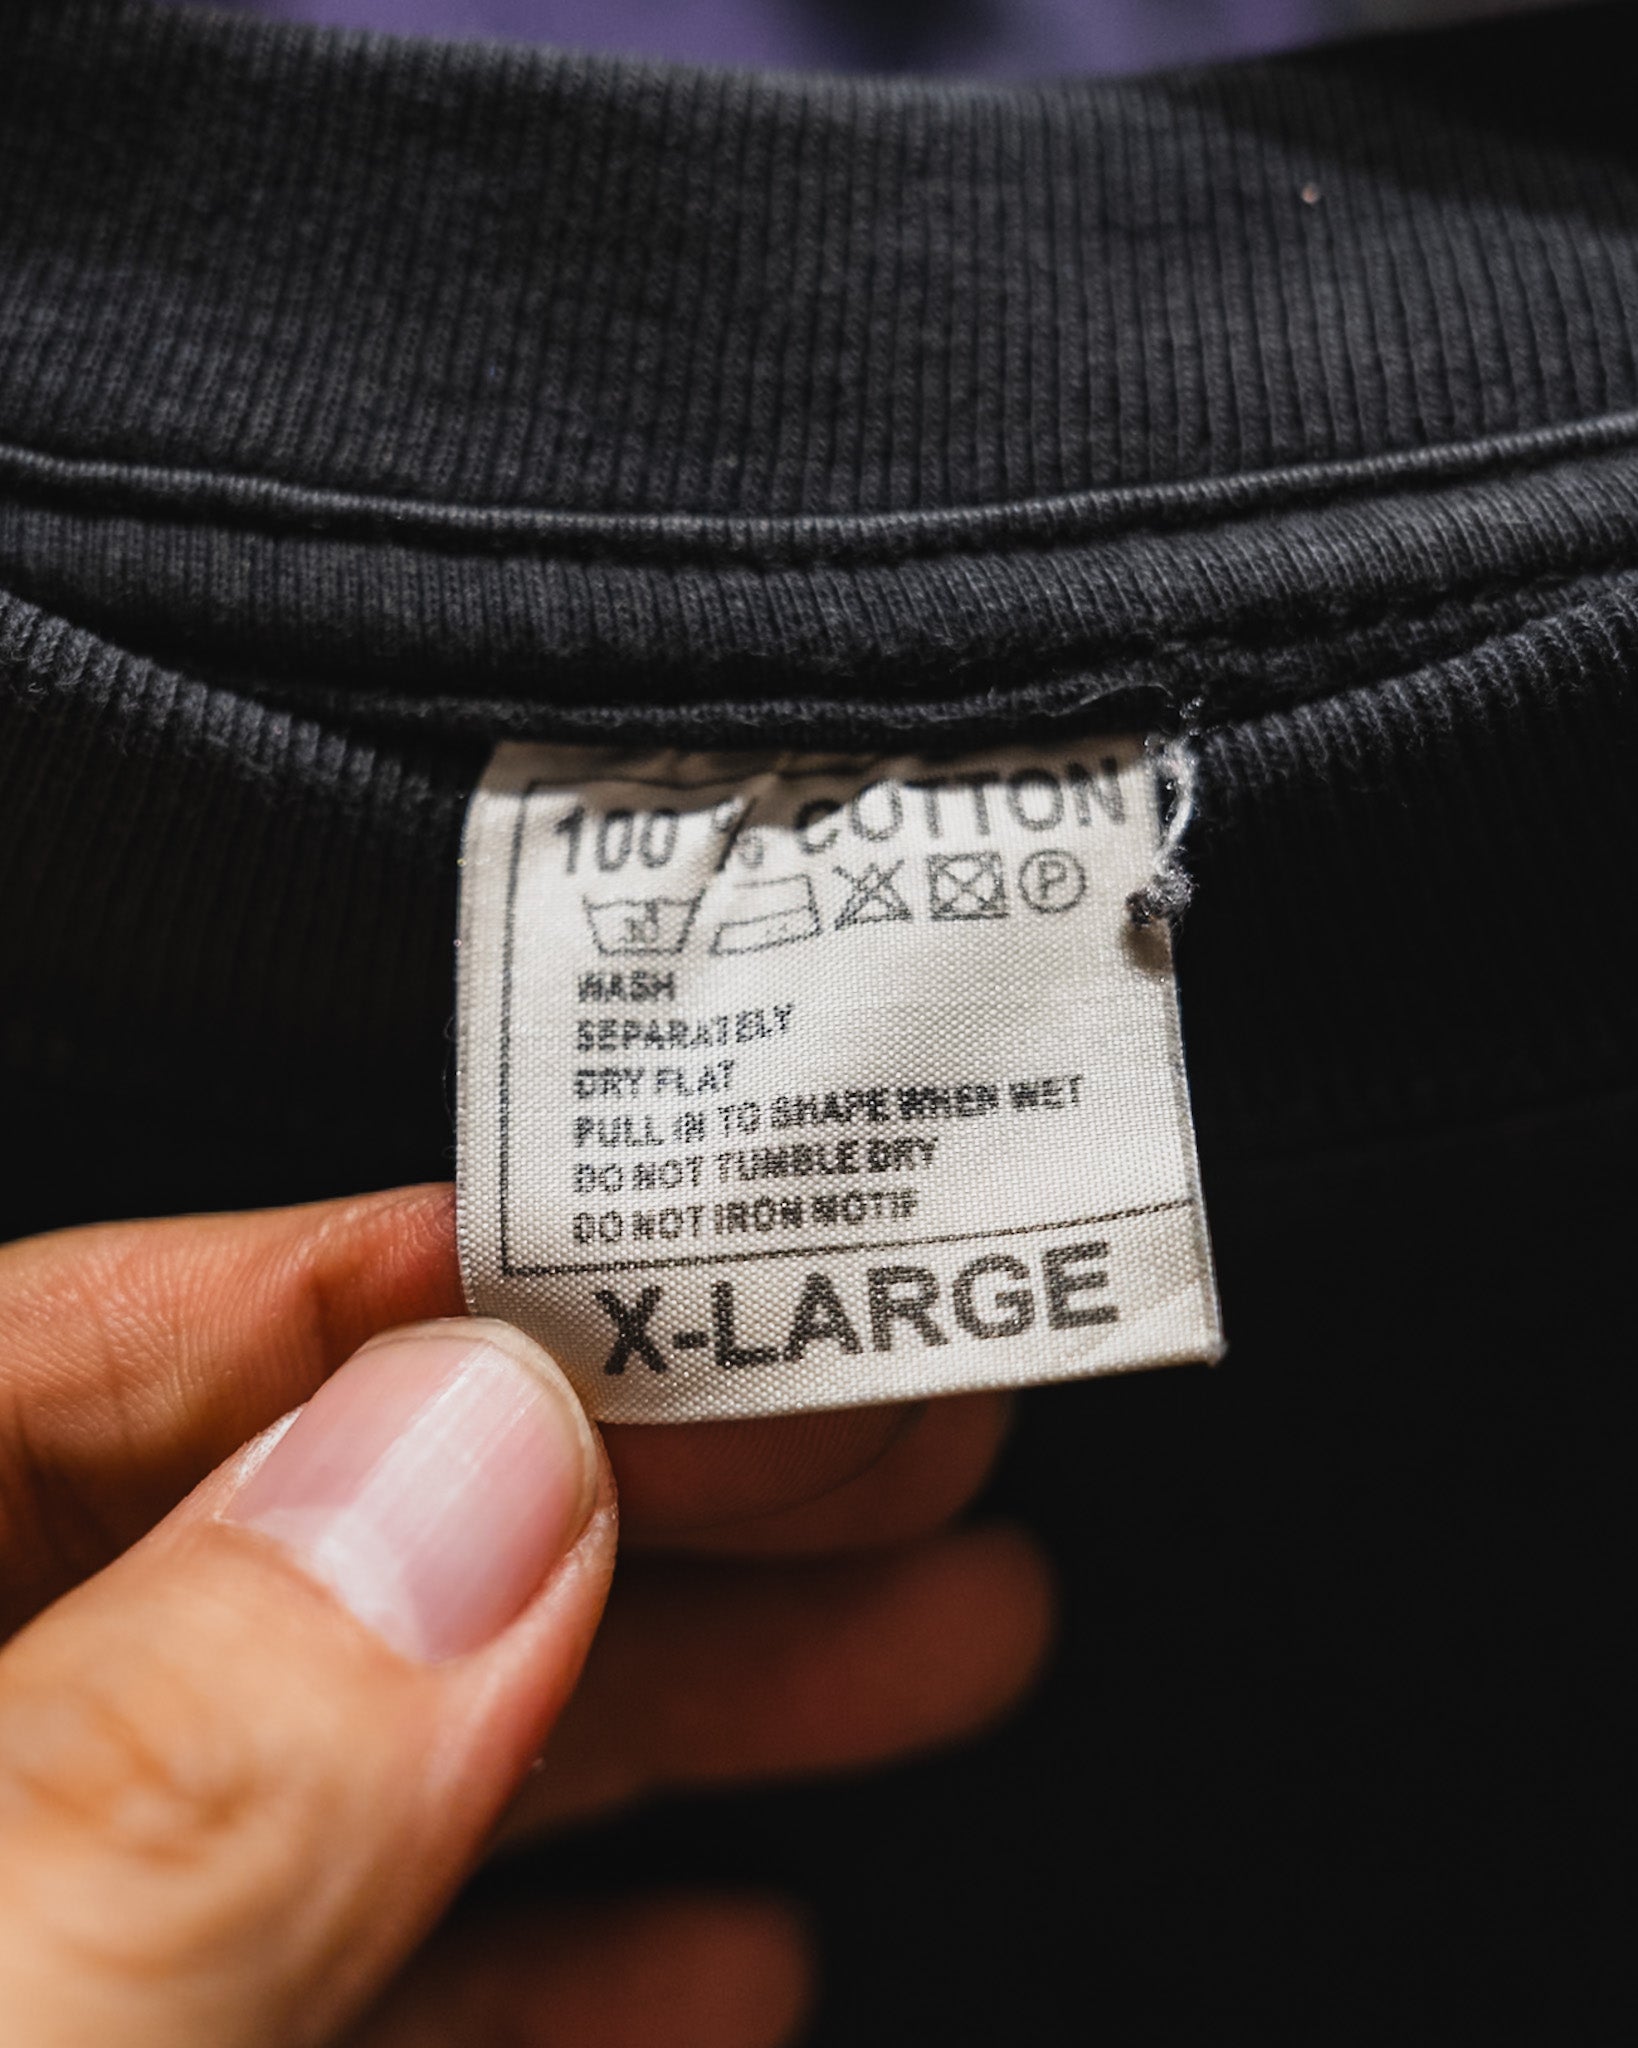 100 % COTTON
30 P
WASH
SEPARATELY
DRY FLAT
PULL IN TO SHAPE WHEN WET
DO NOT TUMBLE DRY
DO NOT IRON MOTIF
X-LARGE